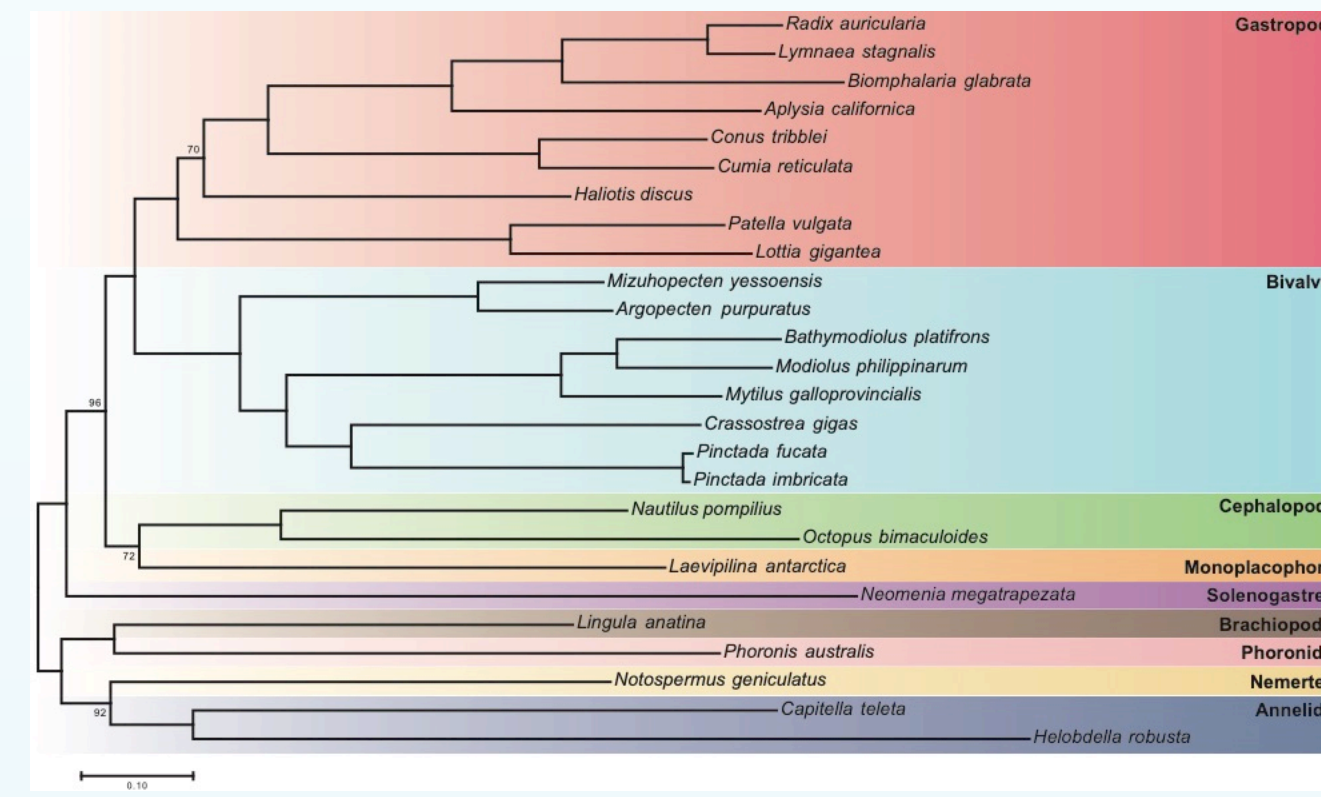 Radix auricularia Gastropod
Lymnaea stagnalis
Biomphalaria glabrata
Aplysia californica
Conus tribblei
70
Cumia reticulata
Haliotis discus
Patella vulgata
Lottia gigantea
Mizuhopecten yessoensis Bivalv
Argopecten purpuratus
Bathymodiolus platifrons
Modiolus philippinarum
Mytilus galloprovincialis
96
Crassostrea gigas
Pinctada fucata
Pinctada imbricata
Nautilus pompilius Cephalopod
Octopus bimaculoides
72
Laevipilina antarctica Monoplacophor
Neomenia megatrapezata Solenogastre
Lingula anatina Brachiopod
Phoronis australis Phoronid
Notospermus geniculatus Nemerte
92
Capitella teleta Annelid
Helobdella robusta
0.10